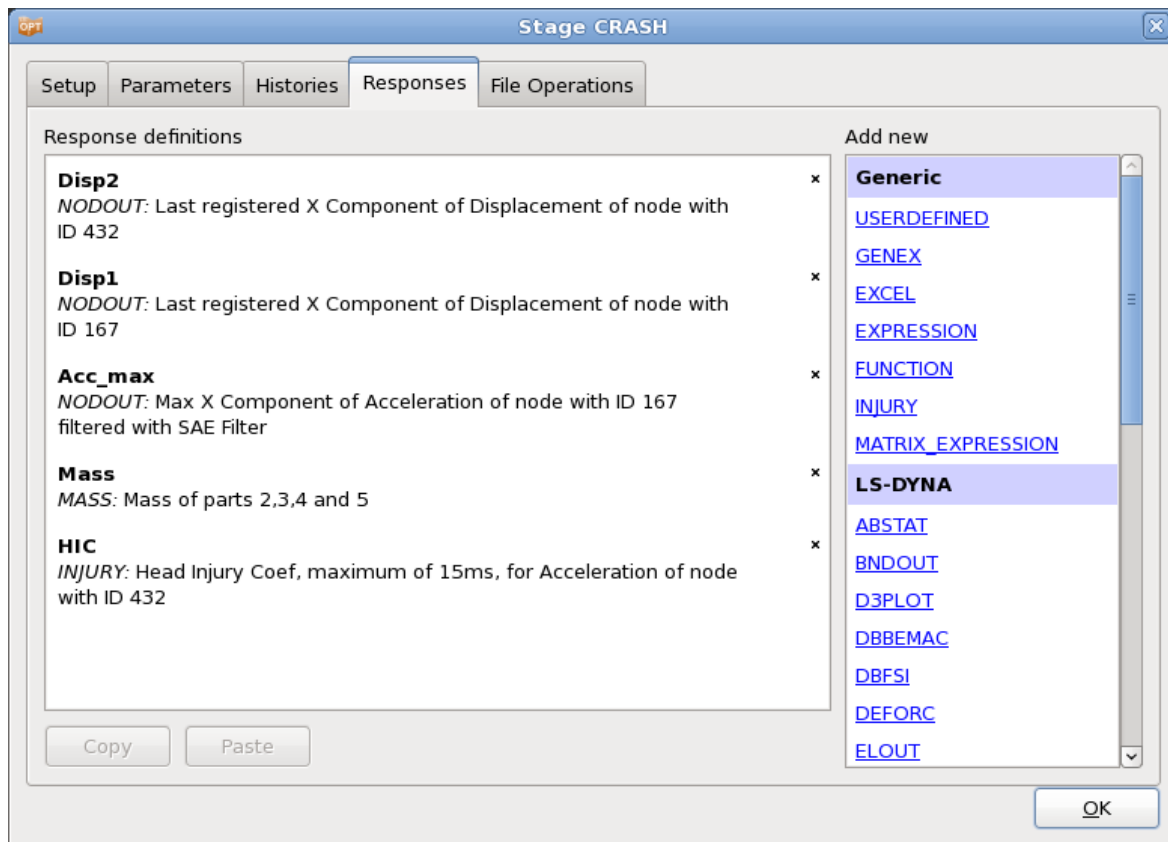 OPT
Stage CRASH
Setup
Parameters
Histories
Responses
File Operations
Response definitions
Disp2
NODOUT: Last registered X Component of Displacement of node with
ID 432
Disp1
NODOUT: Last registered X Component of Displacement of node with
ID 167
Acc_max
NODOUT: Max X Component of Acceleration of node with ID 167
filtered with SAE Filter
Mass
MASS: Mass of parts 2,3,4 and 5
HIC
INJURY: Head Injury Coef, maximum of 15ms, for Acceleration of node
with ID 432
Copy
Paste
Add new
Generic
USERDEFINED
GENEX
EXCEL
EXPRESSION
FUNCTION
INJURY
MATRIX_EXPRESSION
LS-DYNA
ABSTAT
BNDOUT
D3PLOT
DBBEMAC
DBFSI
DEFORC
ELOUT
OK